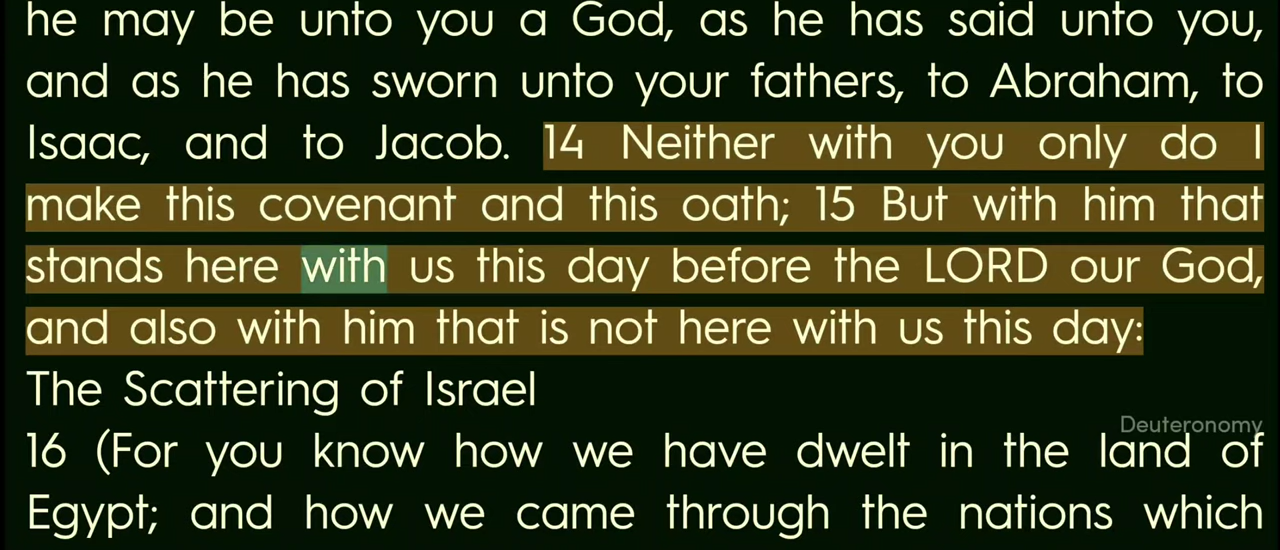 he may be unto you a God, as he has said unto you,
and as he has sworn unto your fathers, to Abraham, to
Isaac, and to Jacob. 14 Neither with you only do I
make this covenant and this oath; 15 But with him that
stands here with us this day before the LORD our God,
and also with him that is not here with us this day:
The Scattering of Israel
Deuteronomy
16 (For you know how we have dwelt in the land of
Egypt; and how we came through the nations which